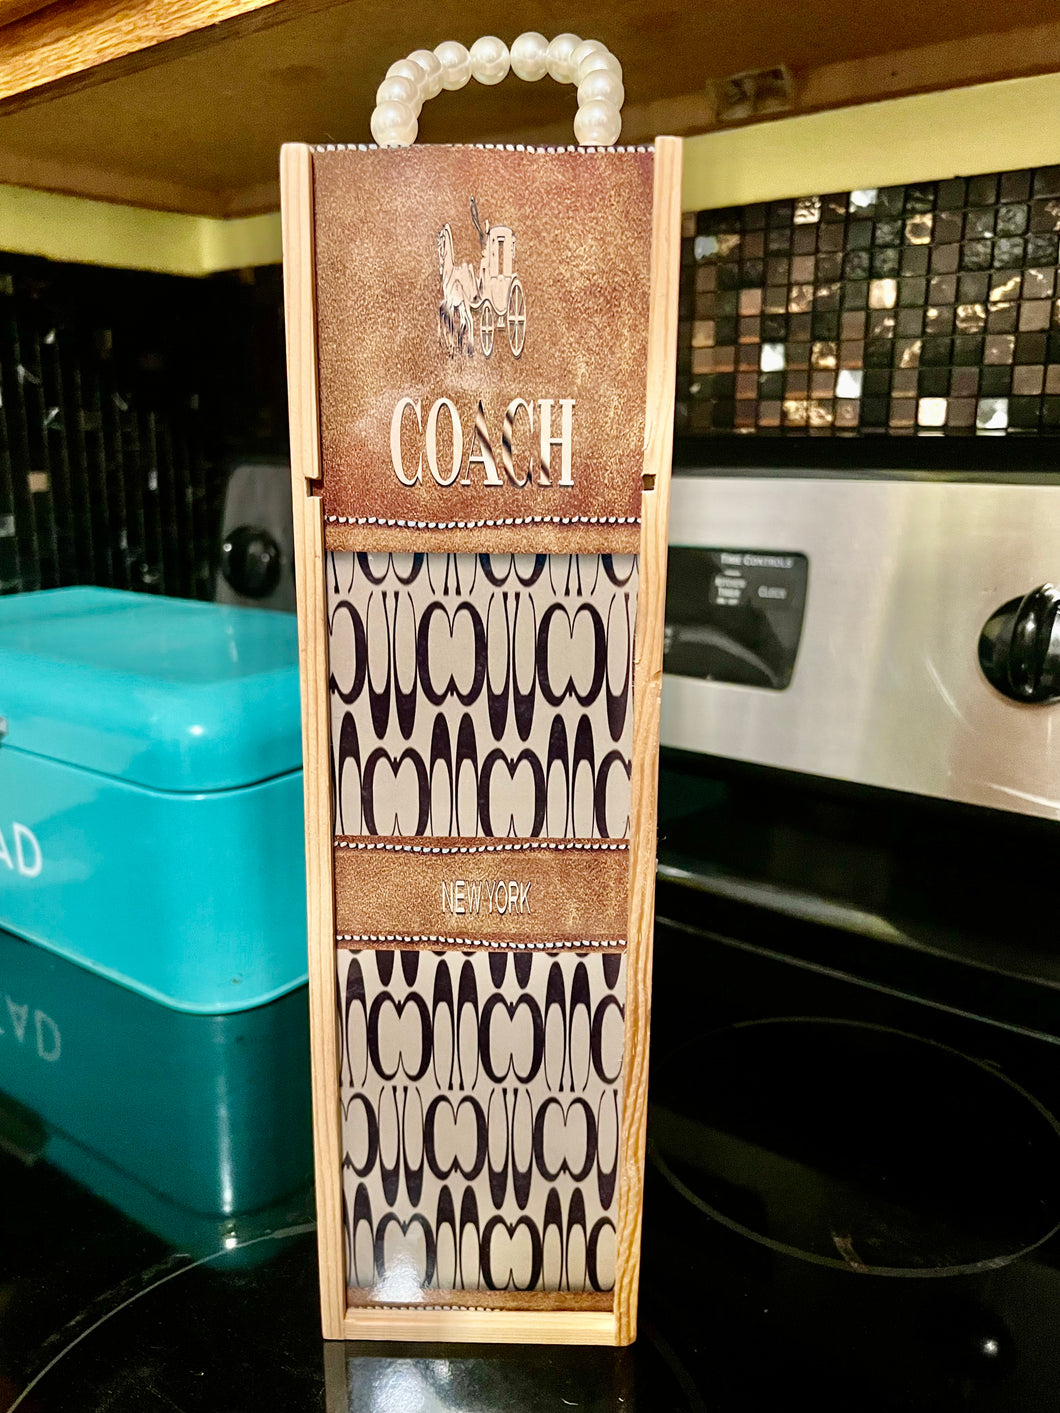 COACH
NEW YORK
AD
TIME CONTROLS
CLOCK